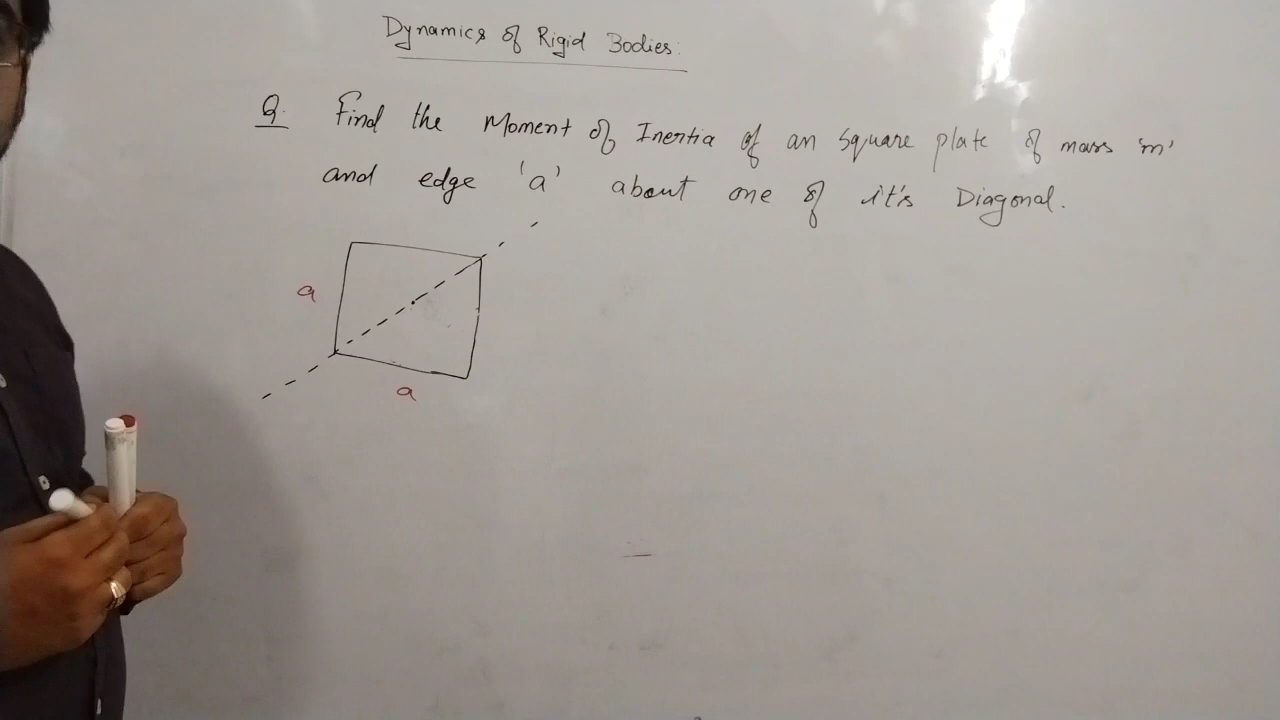 Dynamics of Rigid Bodies:
Q. Find the Moment of Inertia of an square plate of mass 'm'
and edge 'a' about one of it's Diagonal.
a
a